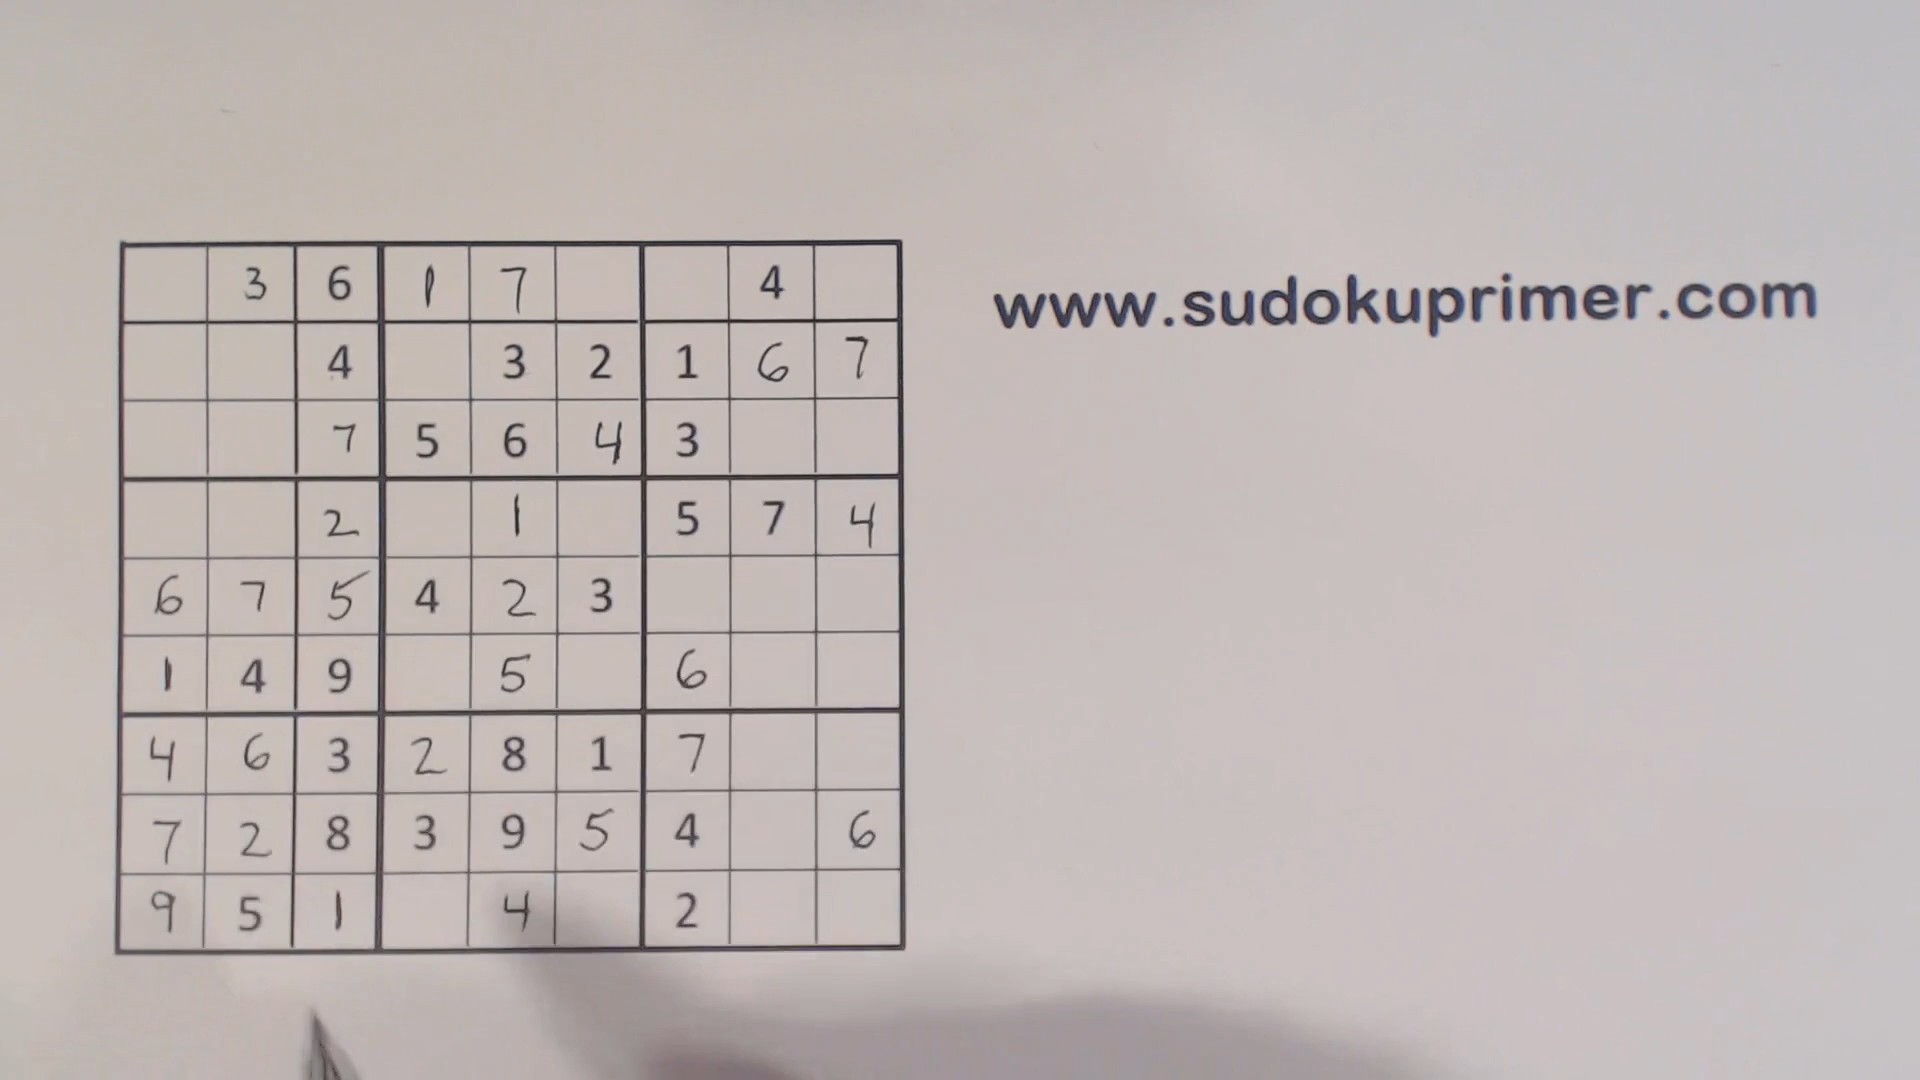 www.sudokuprimer.com
3 6 1 7 4
4 3 2 1 6 7
7 5 6 4 3
2 1 5 7 4
6 7 5 4 2 3
1 4 9 5 6
4 6 3 2 8 1 7
7 2 8 3 9 5 4 6
9 5 1 4 2